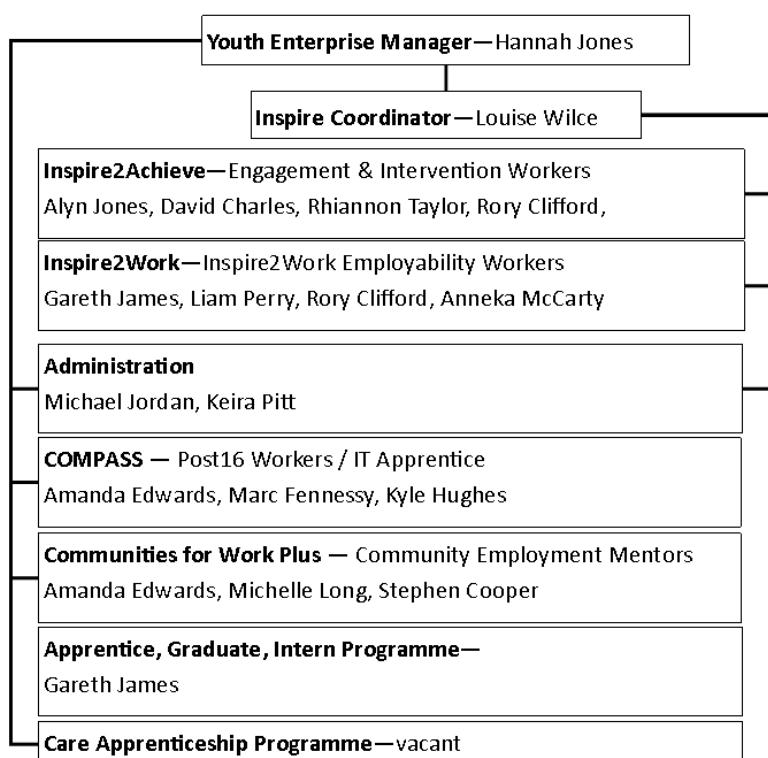 Youth Enterprise Manager—Hannah Jones
Inspire Coordinator—Louise Wilce
Inspire2Achieve—Engagement & Intervention Workers
Alyn Jones, David Charles, Rhiannon Taylor, Rory Clifford,
Inspire2Work—Inspire2Work Employability Workers
Gareth James, Liam Perry, Rory Clifford, Anneka McCarty
Administration
Michael Jordan, Keira Pitt
COMPASS — Post16 Workers / IT Apprentice
Amanda Edwards, Marc Fennessy, Kyle Hughes
Communities for Work Plus — Community Employment Mentors
Amanda Edwards, Michelle Long, Stephen Cooper
Apprentice, Graduate, Intern Programme—
Gareth James
Care Apprenticeship Programme—vacant